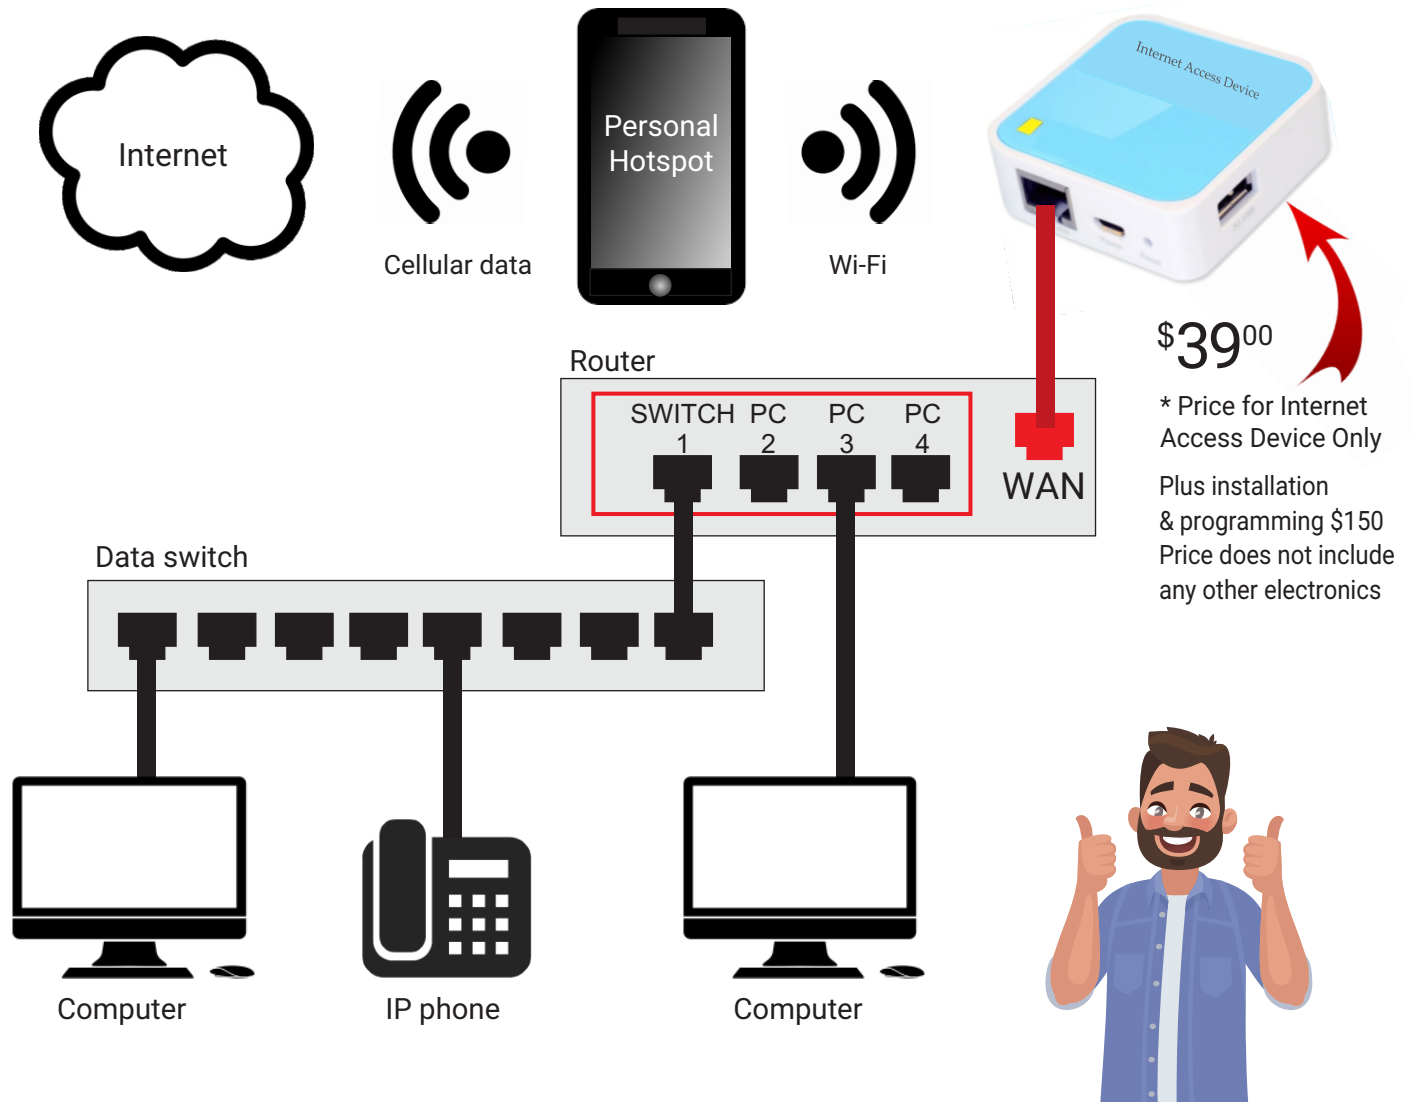 Internet
Cellular data
Personal
Hotspot
Wi-Fi
Internet Access Device
$3900
* Price for Internet
Access Device Only
Plus installation
& programming $150
Price does not include
any other electronics
Router
SWITCH PC PC PC
1 2 3 4
WAN
Data switch
Computer
IP phone
Computer